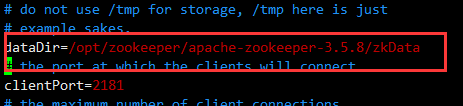 # do not use /tmp for storage, /tmp here is just
# example sakes.
dataDir=/opt/zookeeper/apache-zookeeper-3.5.8/zkData
# the port at which the clients will connect
clientPort=2181
# the maximum number of client connections